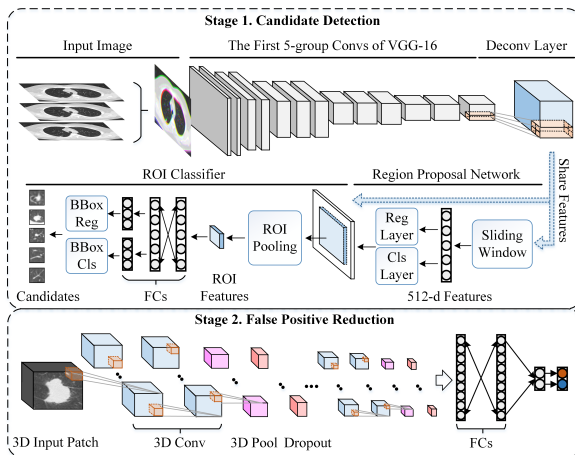 Stage 1. Candidate Detection
Input Image
The First 5-group Convs of VGG-16
Deconv Layer
Share Features
ROI Classifier
Region Proposal Network
BBox
Reg
BBox
Cls
ROI
Pooling
Reg
Layer
Cls
Layer
Sliding
Window
Candidates
FCs
ROI
Features
512-d Features
Stage 2. False Positive Reduction
3D Input Patch
3D Conv
3D Pool
Dropout
FCs